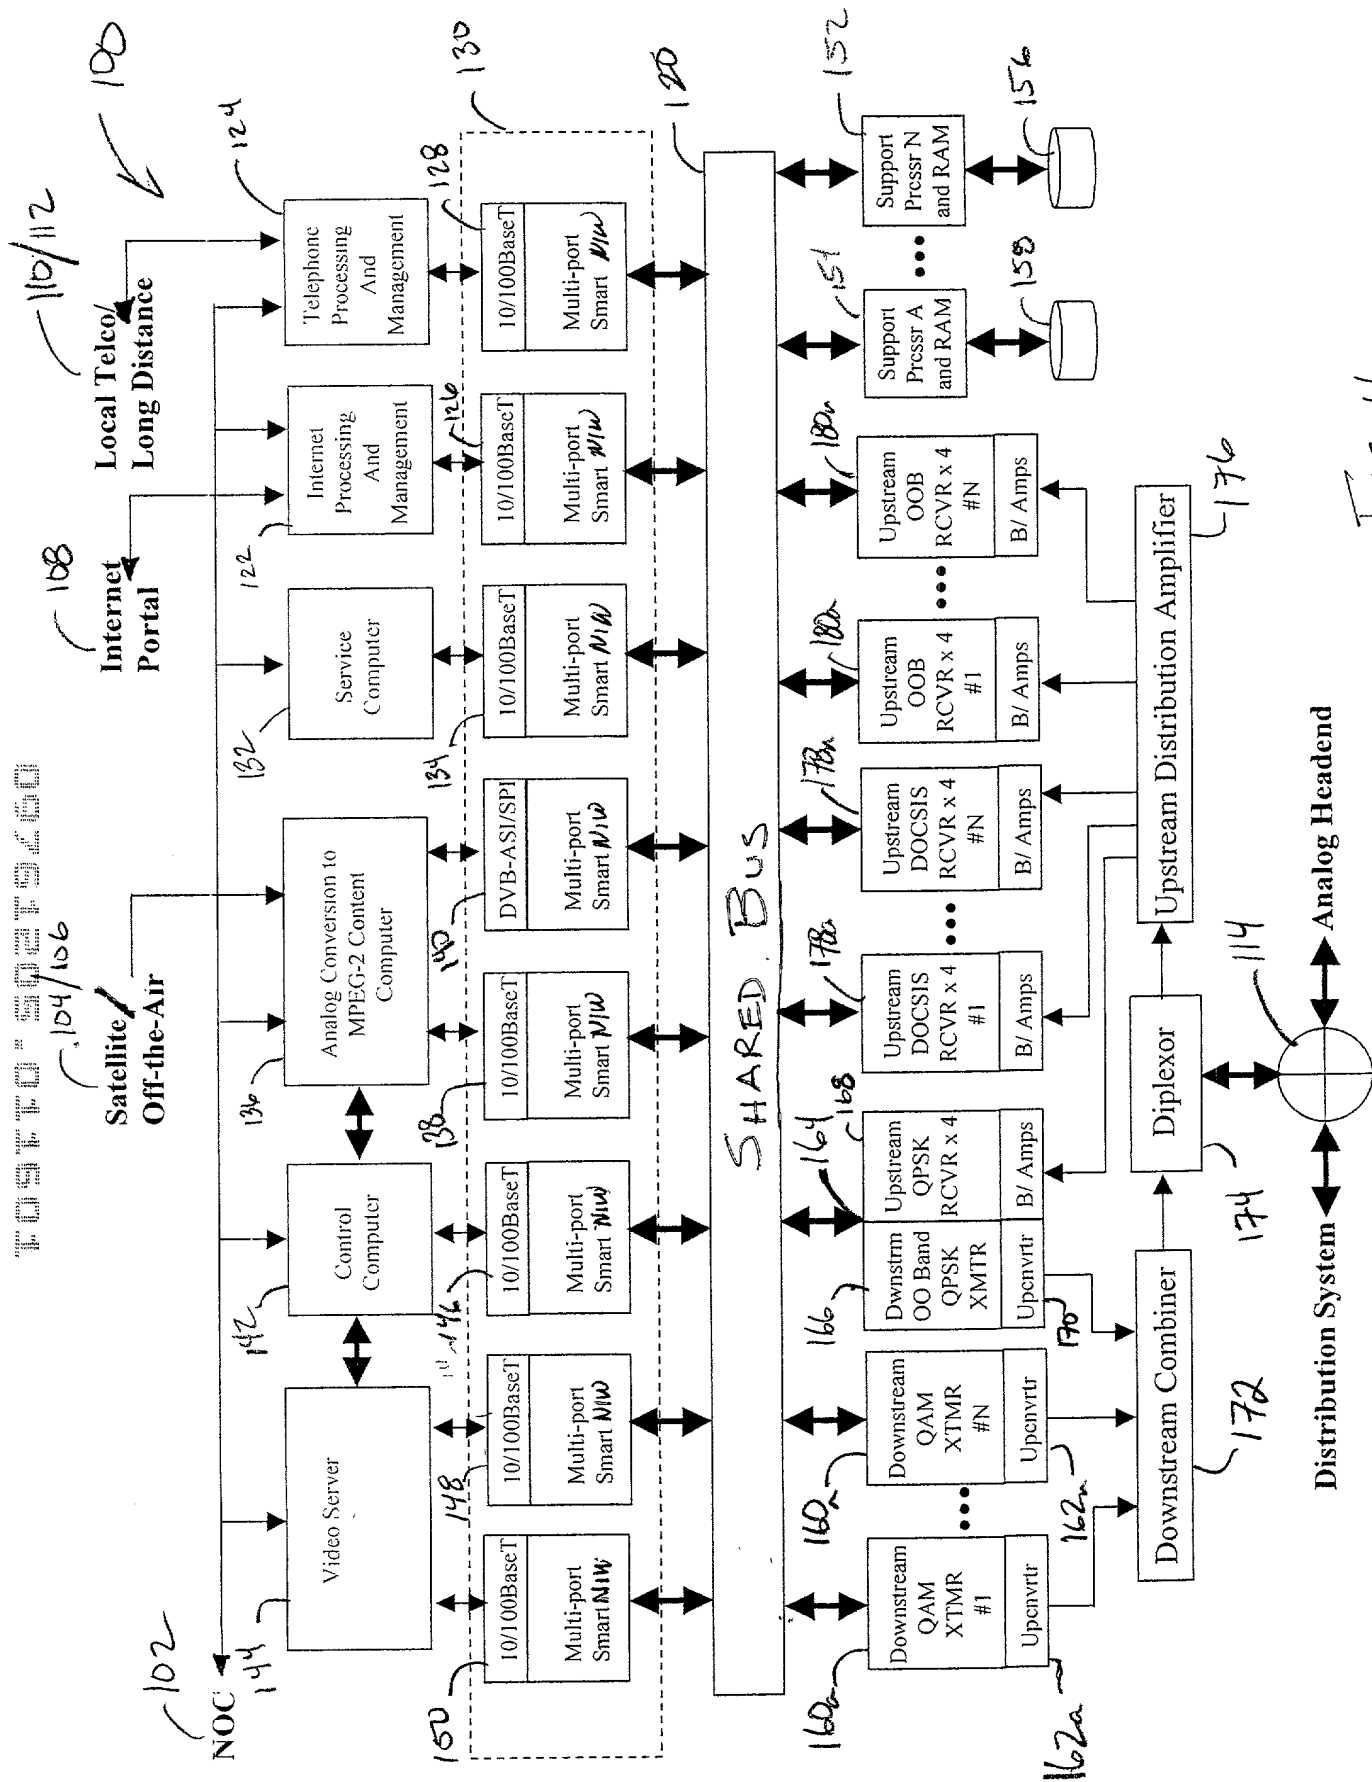 100
102
NOC
104/106
Satellite/
Off-the-Air
108
Internet
Portal
110/112
Local Telco/
Long Distance
144
Video Server
142
Control
Computer
136
Analog Conversion to
MPEG-2 Content
Computer
132
Service
Computer
122
Internet
Processing
And
Management
124
Telephone
Processing
And
Management
130
150
10/100BaseT
Multi-port
Smart NIW
148
10/100BaseT
Multi-port
Smart NIW
146
10/100BaseT
Multi-port
Smart NIW
138
10/100BaseT
Multi-port
Smart NIW
140
DVB-ASI/SPI
Multi-port
Smart NIW
134
10/100BaseT
Multi-port
Smart NIW
126
10/100BaseT
Multi-port
Smart NIW
128
10/100BaseT
Multi-port
Smart NIW
SHARED BUS
120
160a
Downstream
QAM
XTMR
#1
Upcnvrtr
162a
160n
Downstream
QAM
XTMR
#N
Upcnvrtr
162n
164
166
Dwnstrm
OO Band
QPSK
XMTR
Upcnvrtr
170
168
Upstream
QPSK
RCVR x 4
B/ Amps
178a
Upstream
DOCSIS
RCVR x 4
#1
B/ Amps
178n
Upstream
DOCSIS
RCVR x 4
#N
B/ Amps
180a
Upstream
OOB
RCVR x 4
#1
B/ Amps
180n
Upstream
OOB
RCVR x 4
#N
B/ Amps
154
Support
Prcssr A
and RAM
158
152
Support
Prcssr N
and RAM
156
Downstream Combiner
172
Diplexor
174
Upstream Distribution Amplifier
176
114
Distribution System
Analog Headend